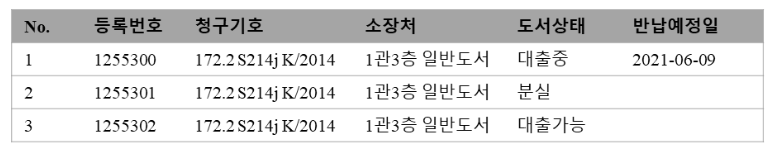 No. 등록번호 청구기호 소장처 도서상태 반납예정일
1 1255300 172.2 S214j K/2014 1관3층 일반도서 대출중 2021-06-09
2 1255301 172.2 S214j K/2014 1관3층 일반도서 분실
3 1255302 172.2 S214j K/2014 1관3층 일반도서 대출가능